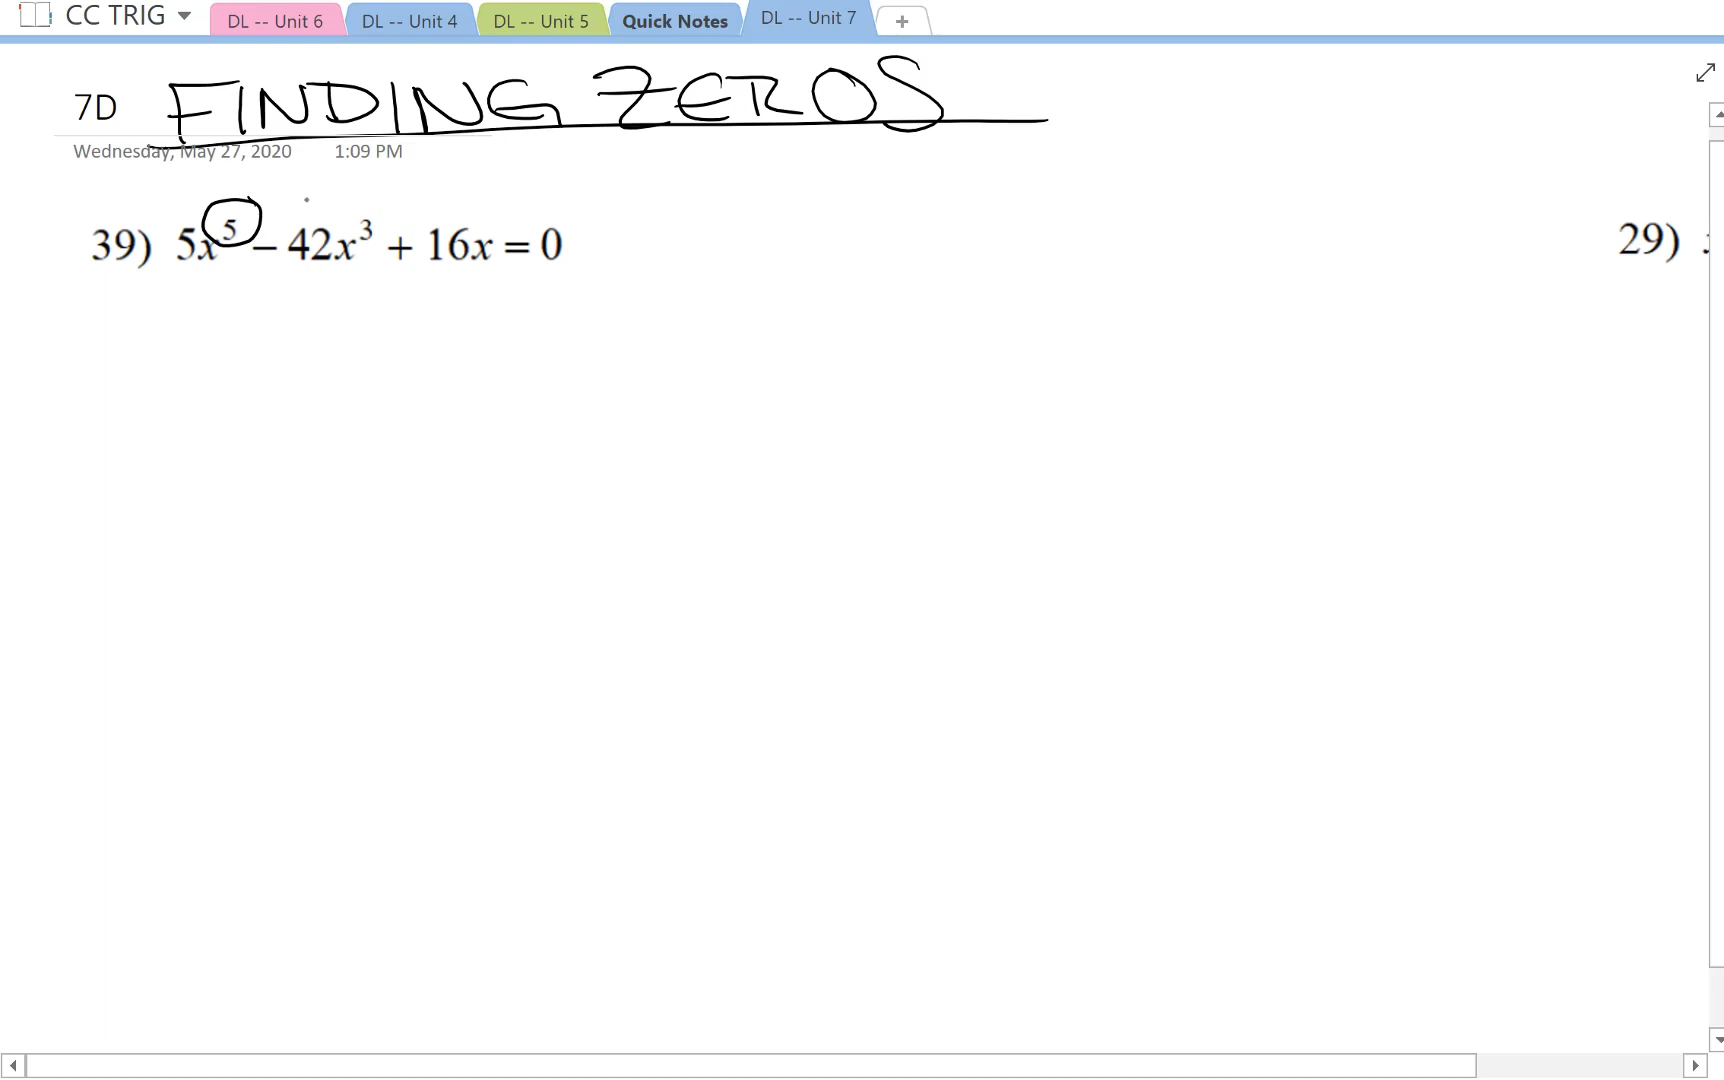 CC TRIG DL -- Unit 6 DL -- Unit 4 DL -- Unit 5 Quick Notes DL -- Unit 7 +
7D FINDING ZEROS
Wednesday, May 27, 2020 1:09 PM
39) 5x⁵ − 42x³ + 16x = 0
29)